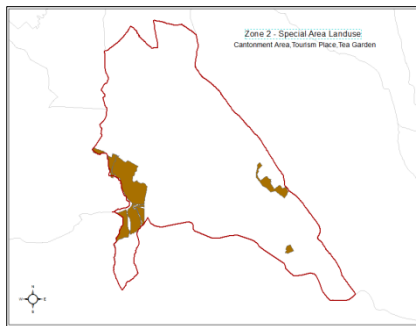 Zone 2 - Special Area Landuse
Cantonment Area,Tourism Place,Tea Garden
N
W
E
S